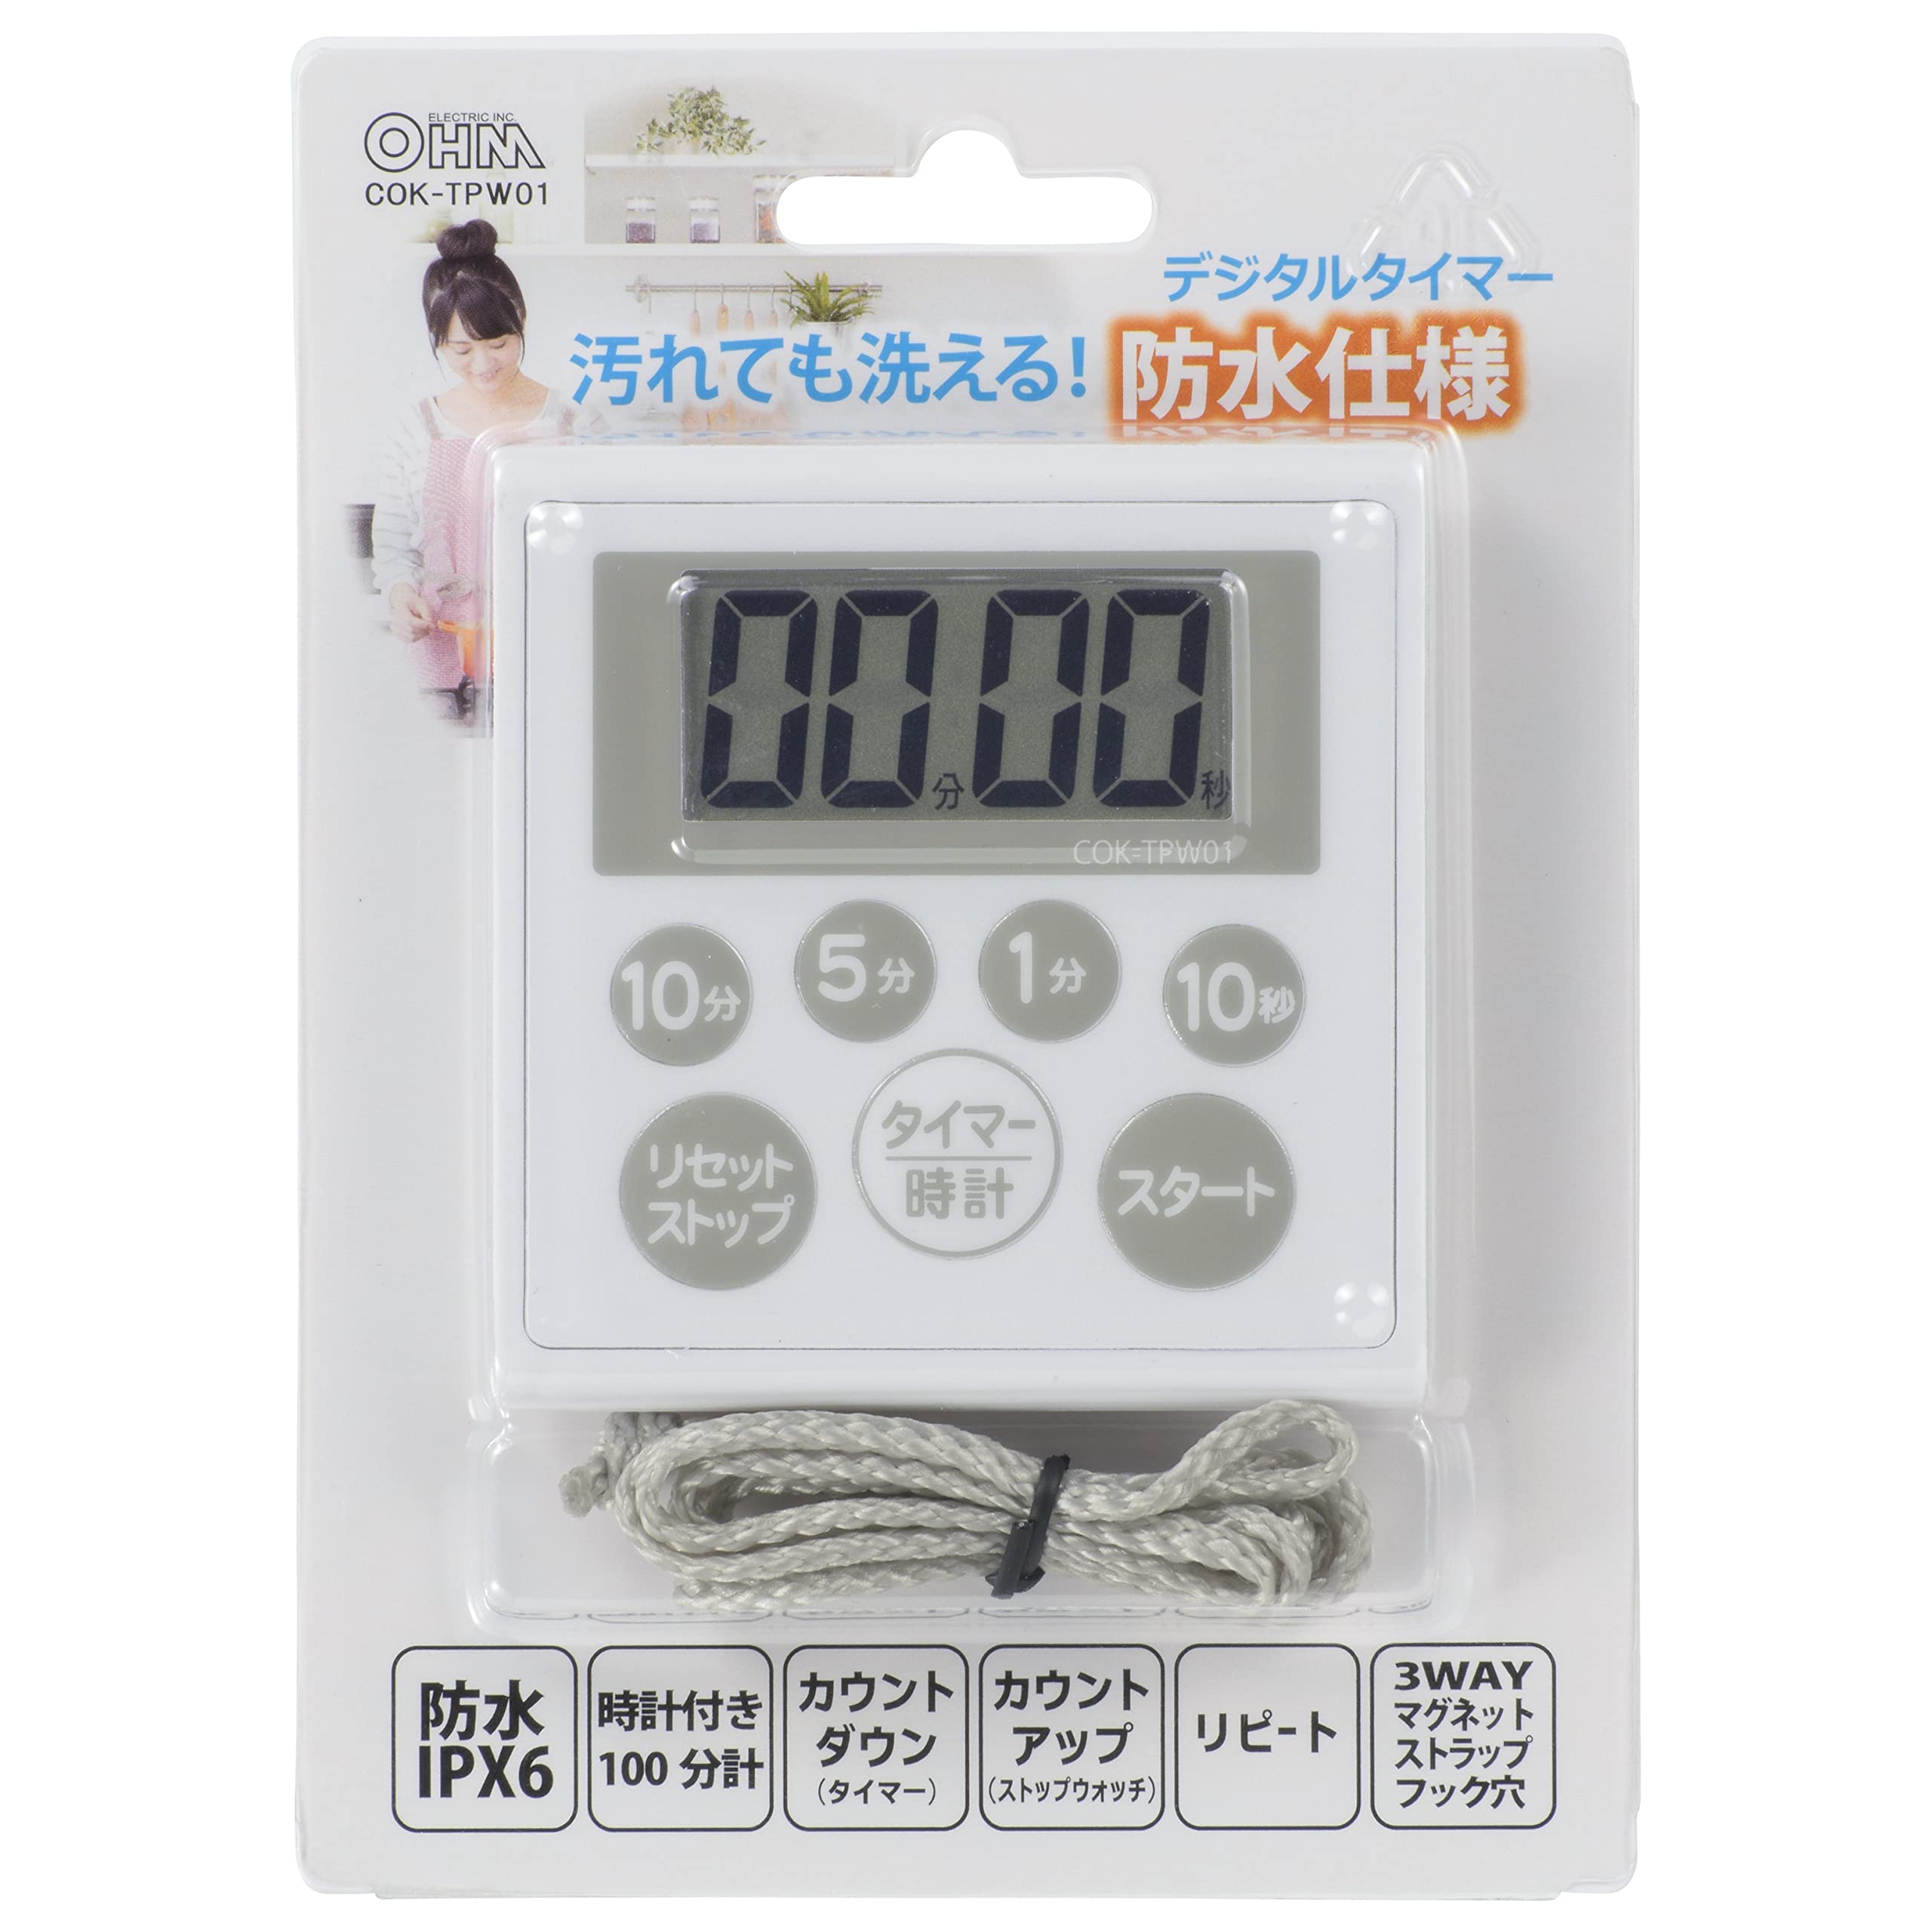 ELECTRIC INC.
OHM
COK-TPW01
デジタルタイマー
汚れても洗える! 防水仕様
00分00秒
COK-TPW01
10分 5分 1分 10秒
タイマー
時計
リセット
ストップ
スタート
防水
IPX6
時計付き
100分計
カウント
ダウン
(タイマー)
カウント
アップ
(ストップウォッチ)
リピート
3WAY
マグネット
ストラップ
フック穴